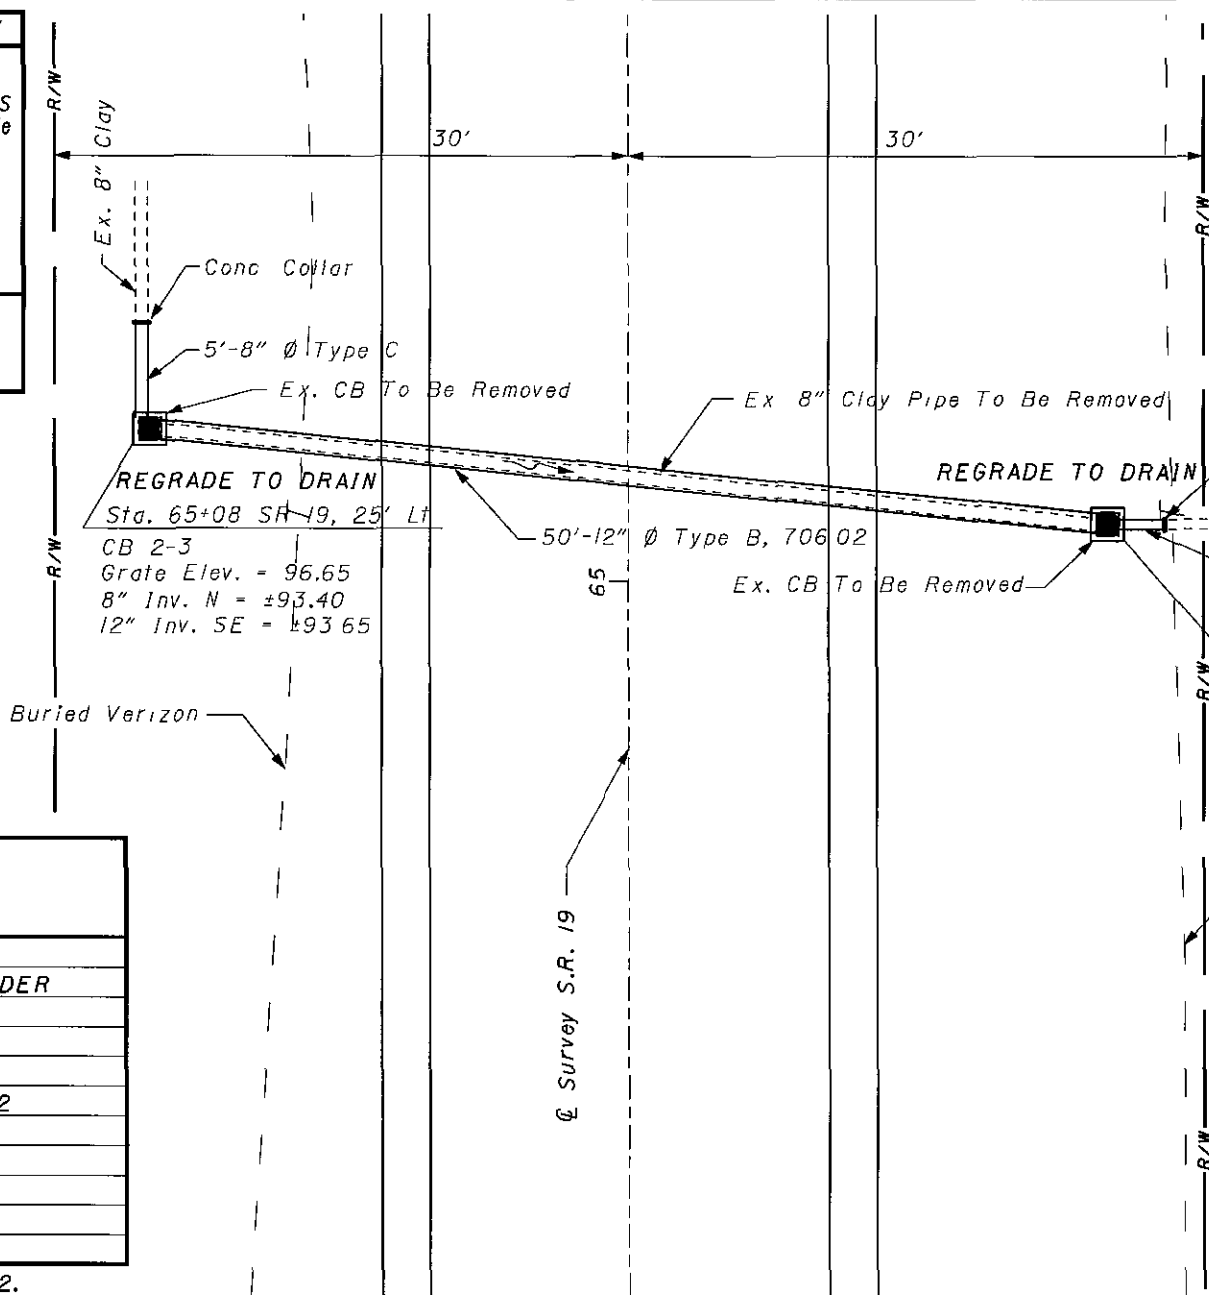 R/W
Ex. 8" Clay
30'
30'
R/W
Conc Collar
5'-8" Ø Type C
Ex. CB To Be Removed
Ex 8" Clay Pipe To Be Removed
REGRADE TO DRAIN
REGRADE TO DRAIN
Sta. 65+08 SR 19, 25' Lt
CB 2-3
Grate Elev. = 96.65
8" Inv. N = ±93.40
12" Inv. SE = ±93 65
50'-12" Ø Type B, 706 02
R/W
65
Ex. CB To Be Removed
R/W
Buried Verizon
℄ Survey S.R. 19
DER
2
R/W
2.